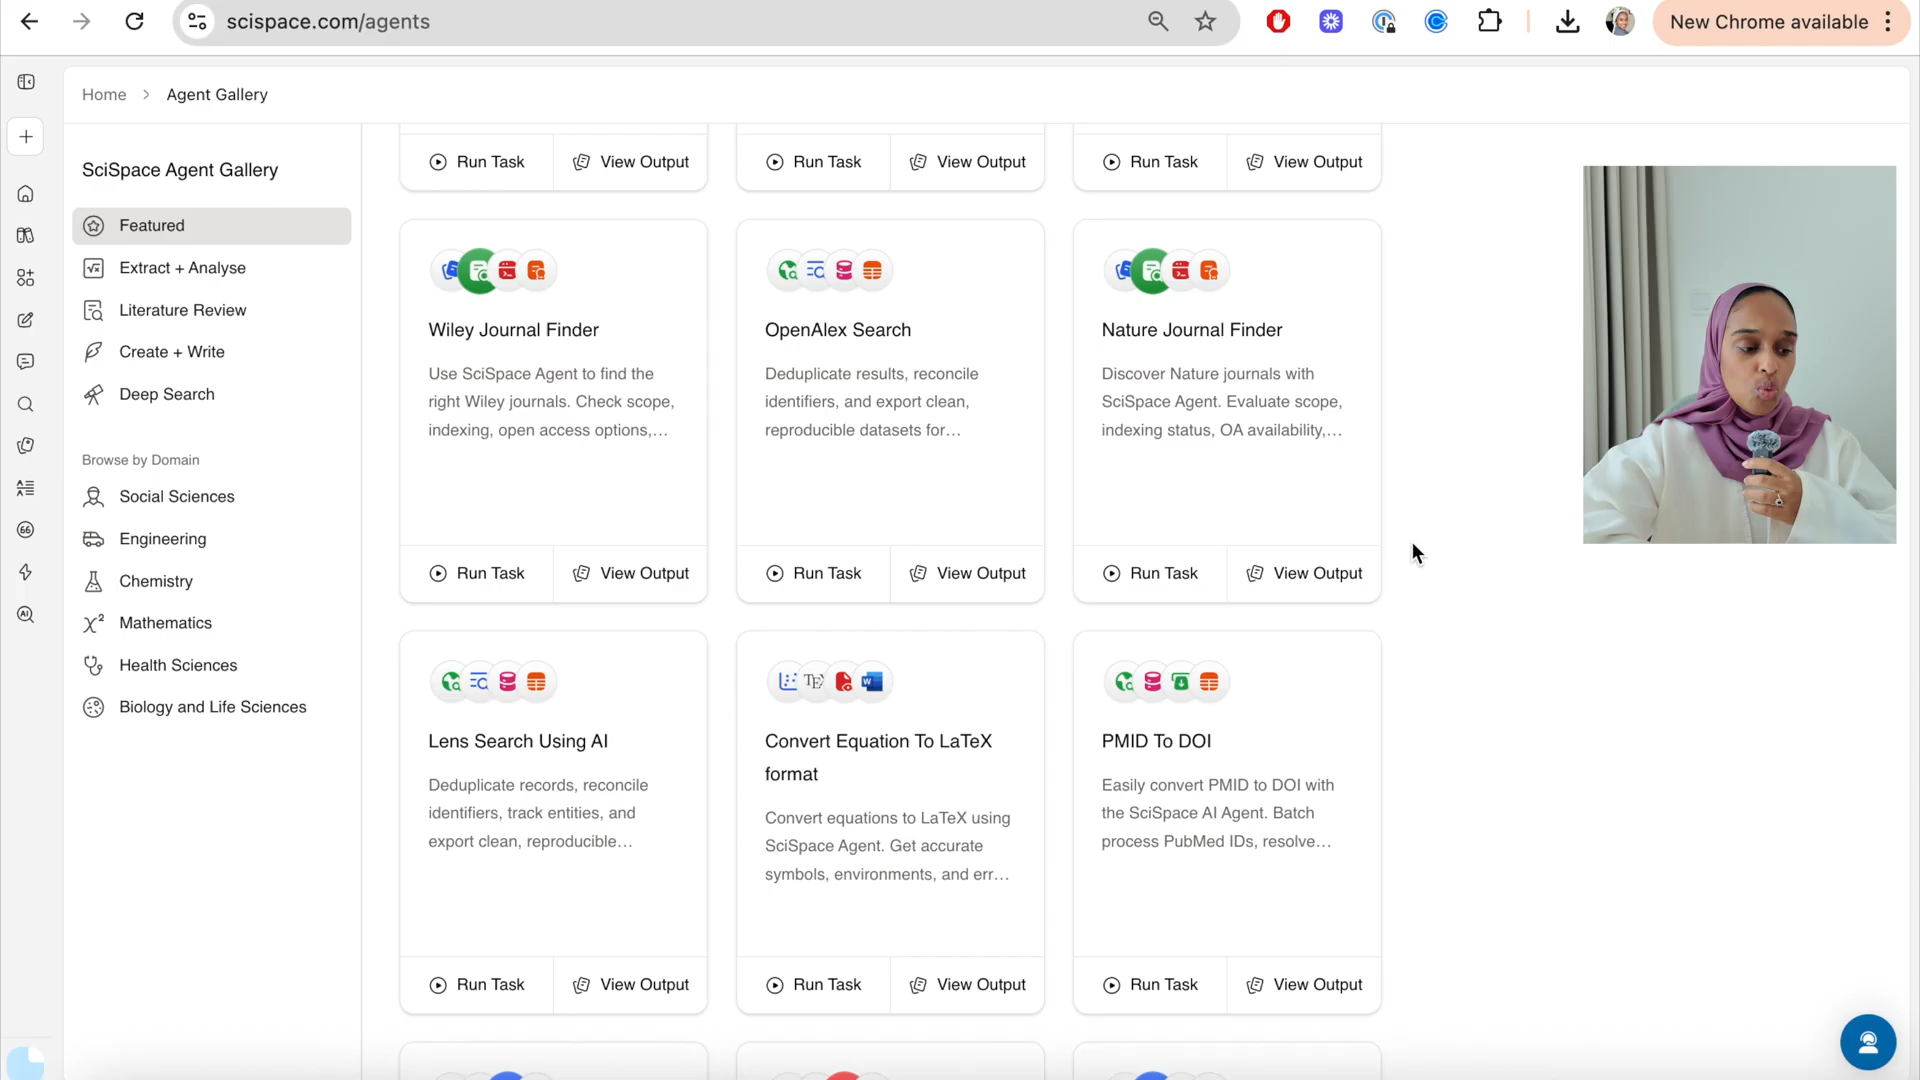 scispace.com/agents
New Chrome available
Home > Agent Gallery
SciSpace Agent Gallery
Featured
Extract + Analyse
Literature Review
Create + Write
Deep Search
Browse by Domain
Social Sciences
Engineering
Chemistry
Mathematics
Health Sciences
Biology and Life Sciences
Run Task View Output
Run Task View Output
Run Task View Output
Wiley Journal Finder
Use SciSpace Agent to find the
right Wiley journals. Check scope,
indexing, open access options,...
Run Task View Output
OpenAlex Search
Deduplicate results, reconcile
identifiers, and export clean,
reproducible datasets for...
Run Task View Output
Nature Journal Finder
Discover Nature journals with
SciSpace Agent. Evaluate scope,
indexing status, OA availability,...
Run Task View Output
Lens Search Using AI
Deduplicate records, reconcile
identifiers, track entities, and
export clean, reproducible...
Run Task View Output
Convert Equation To LaTeX
format
Convert equations to LaTeX using
SciSpace Agent. Get accurate
symbols, environments, and err...
Run Task View Output
PMID To DOI
Easily convert PMID to DOI with
the SciSpace AI Agent. Batch
process PubMed IDs, resolve...
Run Task View Output